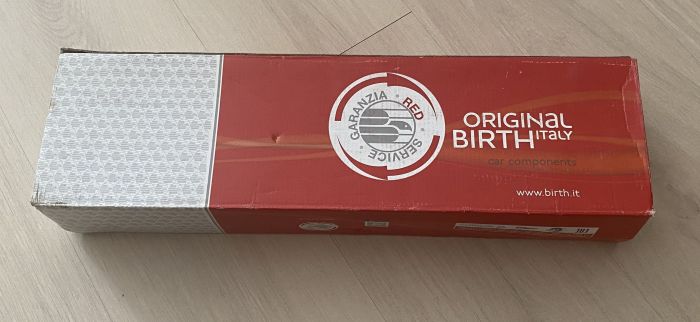 GARANZIA · RED · SERVICE ·
ORIGINAL
BIRTH ITALY
car components
www.birth.it